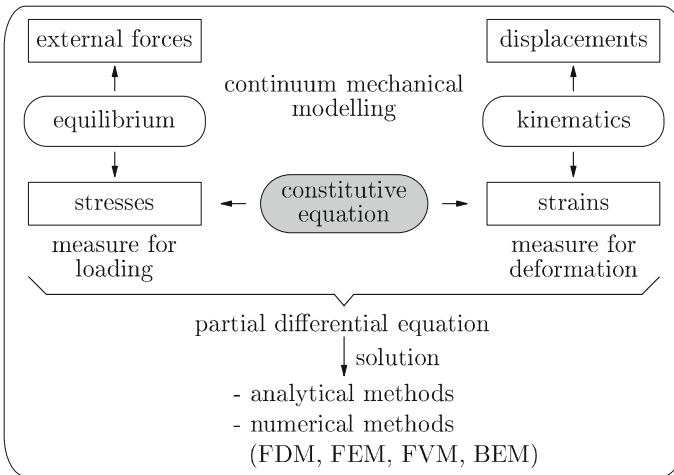 external forces
displacements
continuum mechanical
modelling
equilibrium
kinematics
stresses
constitutive
equation
strains
measure for
loading
measure for
deformation
partial differential equation
solution
- analytical methods
- numerical methods
(FDM, FEM, FVM, BEM)